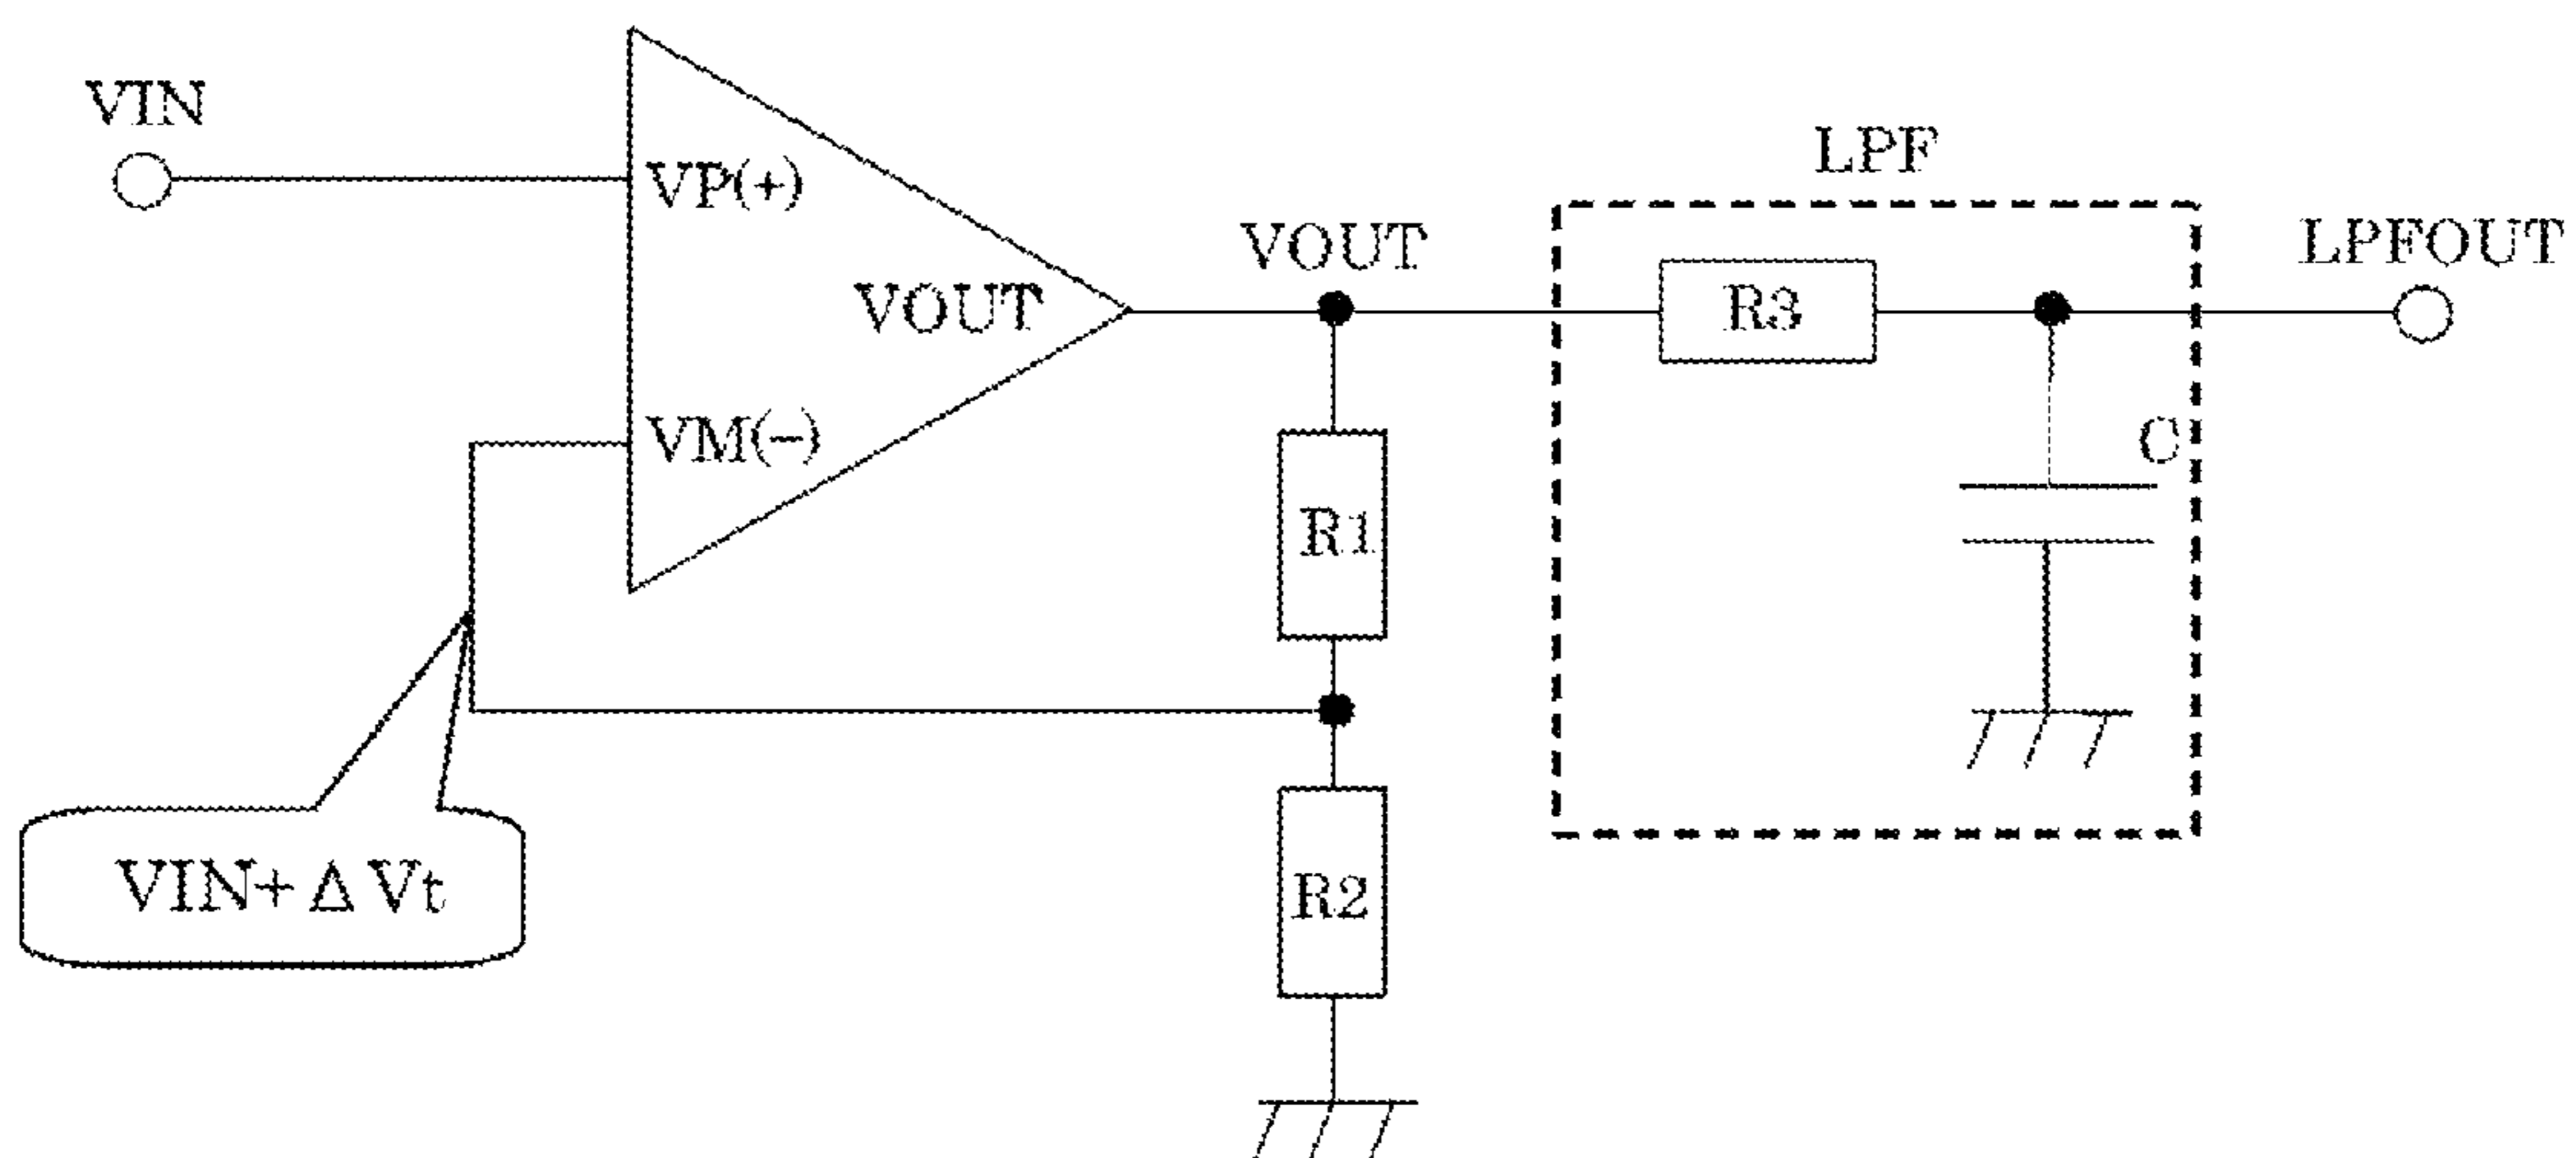 VIN
LPF
VP(+)
VOUT
LPFOUT
VOUT
R3
VM(−)
C
R1
VIN+ΔVt
R2